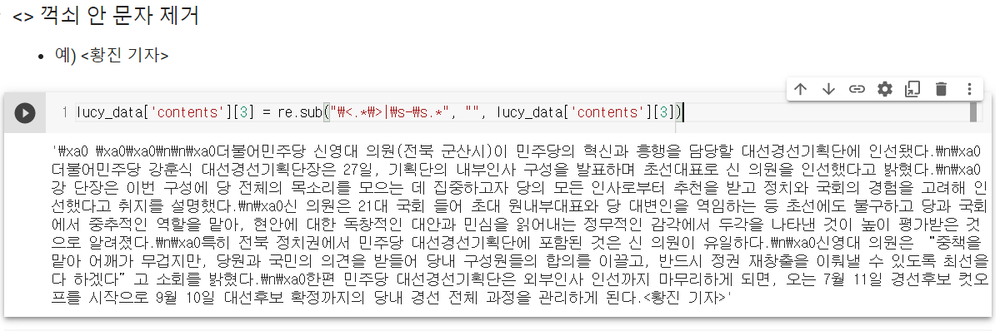 <> 꺽쇠 안 문자 제거
• 예) <황진 기자>
1 lucy_data['contents'][3] = re.sub("₩<.*₩>|₩s-₩s.*", "", lucy_data['contents'][3])
'₩xa0 ₩xa0₩xa0₩n₩n₩xa0더불어민주당 신영대 의원(전북 군산시)이 민주당의 혁신과 흥행을 담당할 대선경선기획단에 인선됐다.₩n₩xa0
더불어민주당 강훈식 대선경선기획단장은 27일, 기획단의 내부인사 구성을 발표하며 초선대표로 신 의원을 인선했다고 밝혔다.₩n₩xa0
강 단장은 이번 구성에 당 전체의 목소리를 모으는 데 집중하고자 당의 모든 인사로부터 추천을 받고 정치와 국회의 경험을 고려해 인
선했다고 취지를 설명했다.₩n₩xa0신 의원은 21대 국회 들어 초대 원내부대표와 당 대변인을 역임하는 등 초선에도 불구하고 당과 국회
에서 중추적인 역할을 맡아, 현안에 대한 독창적인 대안과 민심을 읽어내는 정무적인 감각에서 두각을 나타낸 것이 높이 평가받은 것
으로 알려졌다.₩n₩xa0특히 전북 정치권에서 민주당 대선경선기획단에 포함된 것은 신 의원이 유일하다.₩n₩xa0신영대 의원은 “중책을
맡아 어깨가 무겁지만, 당원과 국민의 의견을 받들어 당내 구성원들의 합의를 이끌고, 반드시 정권 재창출을 이뤄낼 수 있도록 최선을
다 하겠다” 고 소회를 밝혔다.₩n₩xa0한편 민주당 대선경선기획단은 외부인사 인선까지 마무리하게 되면, 오는 7월 11일 경선후보 컷오
프를 시작으로 9월 10일 대선후보 확정까지의 당내 경선 전체 과정을 관리하게 된다.<황진 기자>'